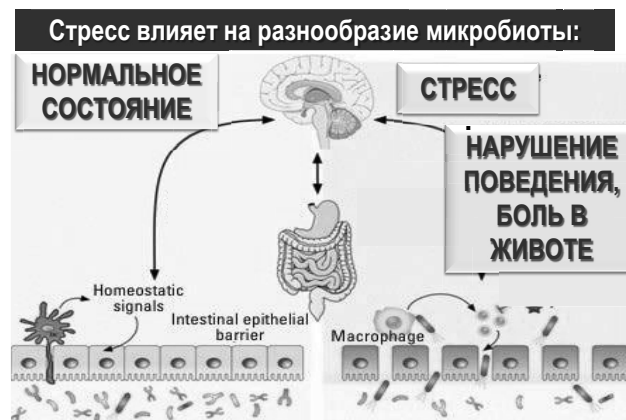 Стресс влияет на разнообразие микробиоты:
НОРМАЛЬНОЕ
СОСТОЯНИЕ
СТРЕСС
НАРУШЕНИЕ
ПОВЕДЕНИЯ,
БОЛЬ В
ЖИВОТЕ
Homeostatic
signals
Intestinal epithelial
barrier
Macrophage